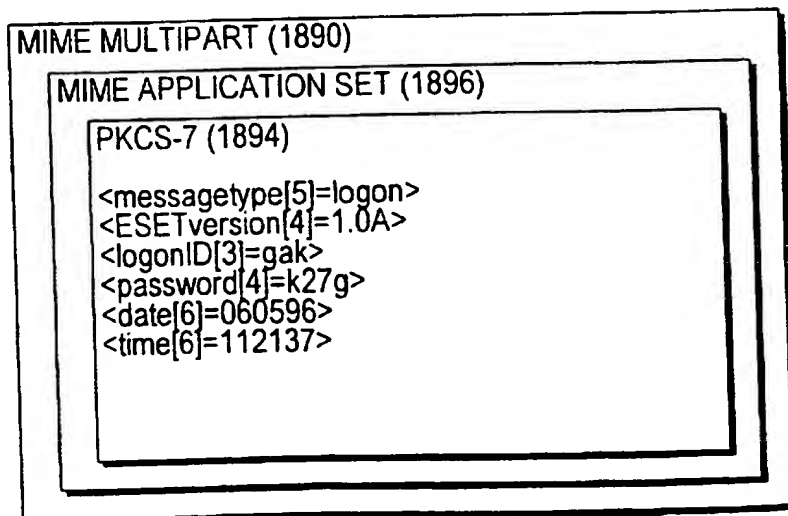 MIME MULTIPART (1890)
MIME APPLICATION SET (1896)
PKCS-7 (1894)
<messagetype[5]=logon>
<ESETversion[4]=1.0A>
<logonID[3]=gak>
<password[4]=k27g>
<date[6]=060596>
<time[6]=112137>